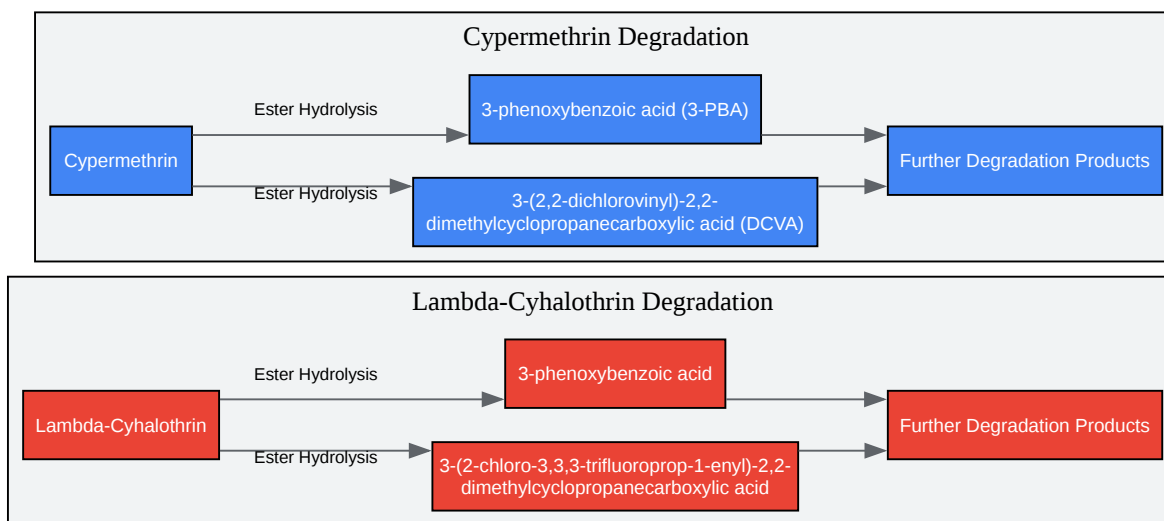 Cypermethrin Degradation
Ester Hydrolysis
3-phenoxybenzoic acid (3-PBA)
Cypermethrin
Further Degradation Products
Ester Hydrolysis
3-(2,2-dichlorovinyl)-2,2-
dimethylcyclopropanecarboxylic acid (DCVA)
Lambda-Cyhalothrin Degradation
Ester Hydrolysis
3-phenoxybenzoic acid
Lambda-Cyhalothrin
Further Degradation Products
Ester Hydrolysis
3-(2-chloro-3,3,3-trifluoroprop-1-enyl)-2,2-
dimethylcyclopropanecarboxylic acid